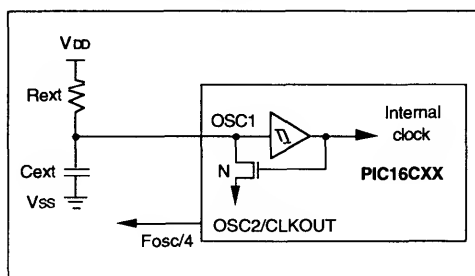 VDD
Rext
OSC1
Internal
clock
Cext
N
PIC16CXX
VSS
OSC2/CLKOUT
Fosc/4